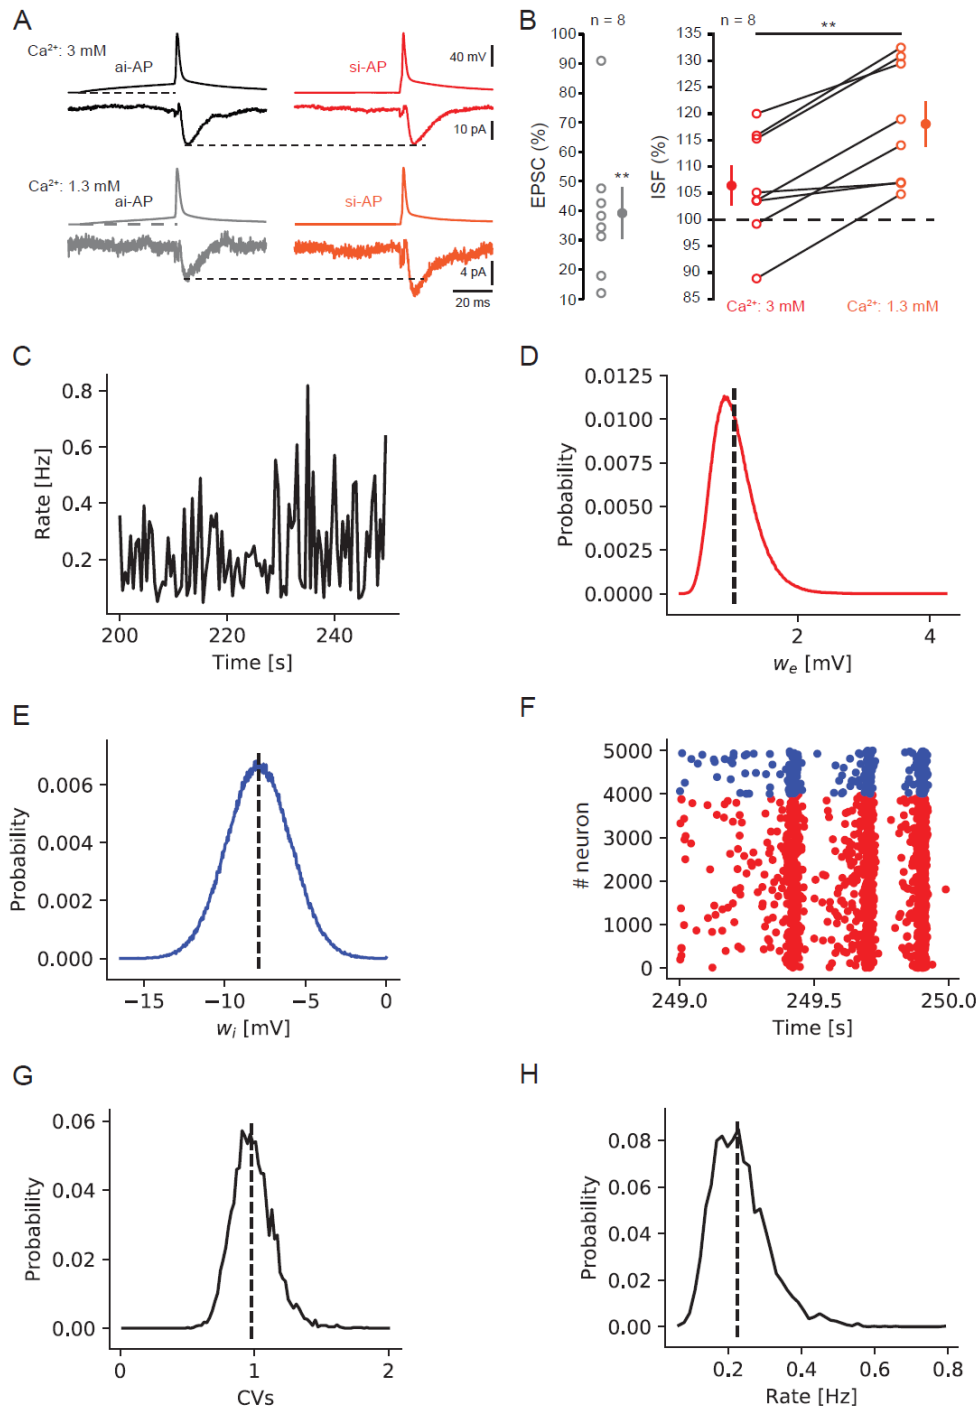 A
Ca²⁺: 3 mM
ai-AP
si-AP
40 mV
10 pA
Ca²⁺: 1.3 mM
ai-AP
si-AP
4 pA
20 ms
B
n = 8
EPSC (%)
100
90
80
70
60
50
40
30
20
10
**
n = 8
**
ISF (%)
135
130
125
120
115
110
105
100
95
90
85
Ca²⁺: 3 mM
Ca²⁺: 1.3 mM
C
Rate [Hz]
0.8
0.6
0.4
0.2
200 220 240
Time [s]
D
Probability
0.0125
0.0100
0.0075
0.0050
0.0025
0.0000
2 4
wₑ [mV]
E
Probability
0.006
0.004
0.002
0.000
−15 −10 −5 0
wᵢ [mV]
F
# neuron
5000
4000
3000
2000
1000
0
249.0 249.5 250.0
Time [s]
G
Probability
0.06
0.04
0.02
0.00
0 1 2
CVs
H
Probability
0.08
0.06
0.04
0.02
0.00
0.2 0.4 0.6 0.8
Rate [Hz]